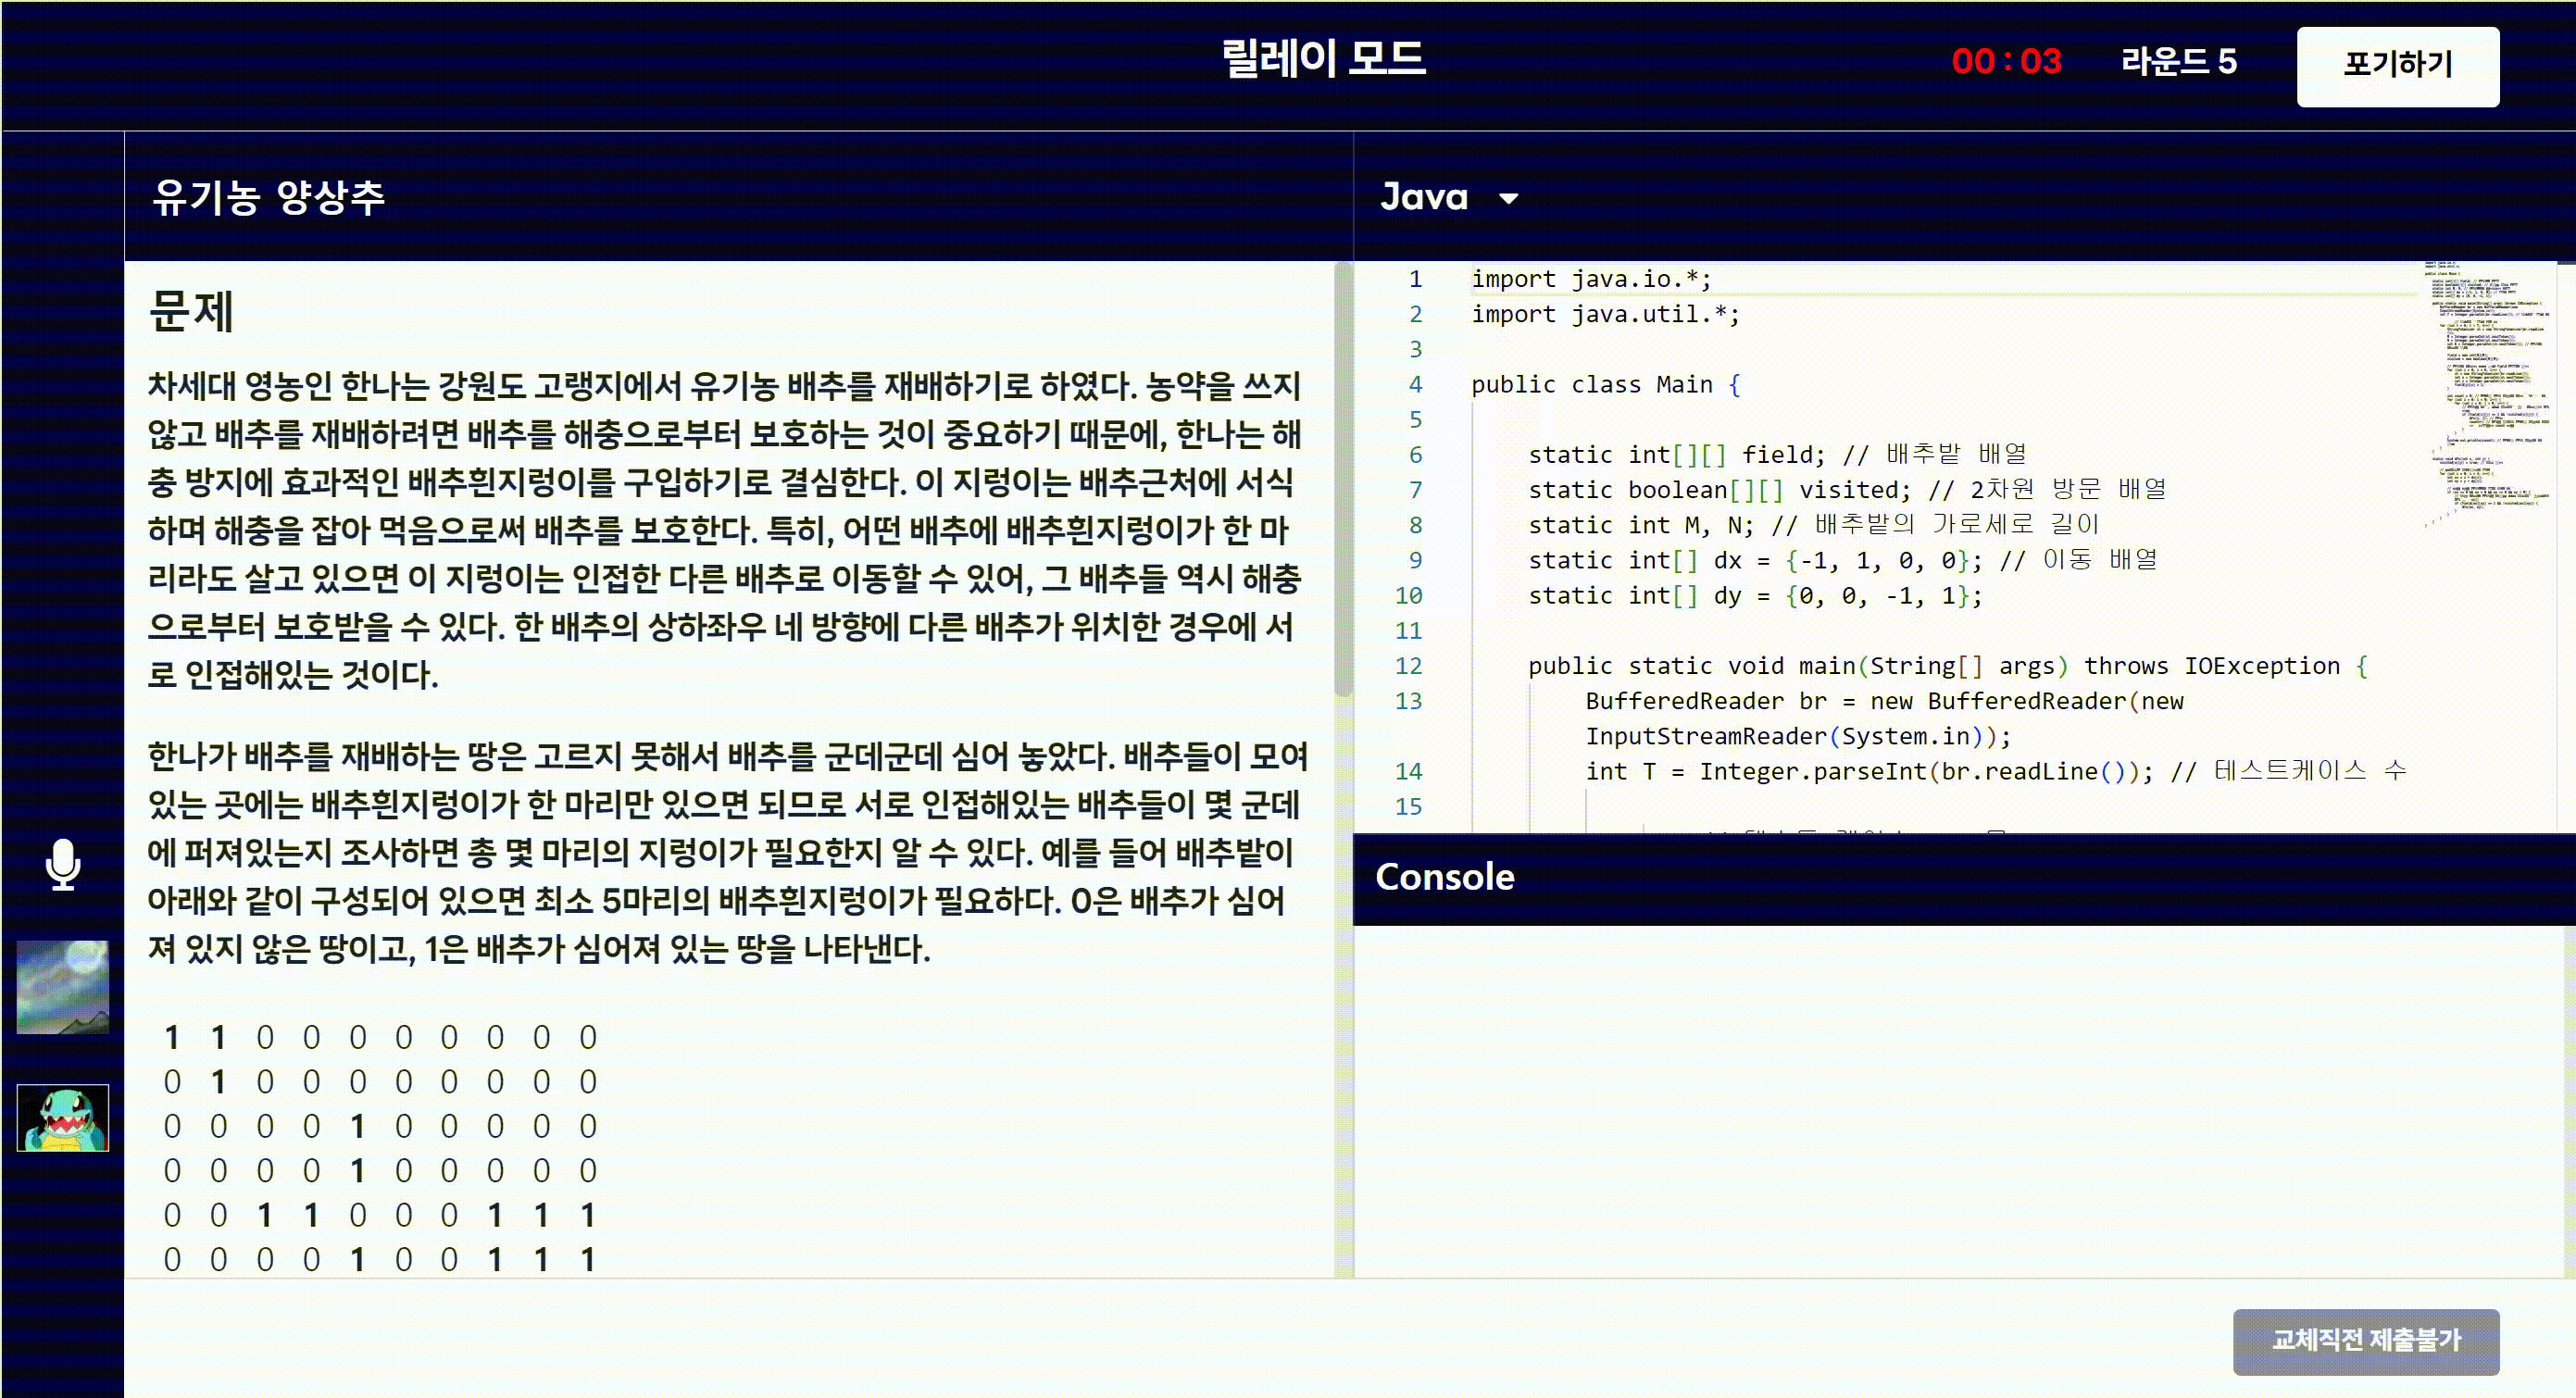 릴레이 모드
00 : 03
라운드 5
포기하기
유기농 양상추
문제
차세대 영농인 한나는 강원도 고랭지에서 유기농 배추를 재배하기로 하였다. 농약을 쓰지
않고 배추를 재배하려면 배추를 해충으로부터 보호하는 것이 중요하기 때문에, 한나는 해
충 방지에 효과적인 배추흰지렁이를 구입하기로 결심한다. 이 지렁이는 배추근처에 서식
하며 해충을 잡아 먹음으로써 배추를 보호한다. 특히, 어떤 배추에 배추흰지렁이가 한 마
리라도 살고 있으면 이 지렁이는 인접한 다른 배추로 이동할 수 있어, 그 배추들 역시 해충
으로부터 보호받을 수 있다. 한 배추의 상하좌우 네 방향에 다른 배추가 위치한 경우에 서
로 인접해있는 것이다.
한나가 배추를 재배하는 땅은 고르지 못해서 배추를 군데군데 심어 놓았다. 배추들이 모여
있는 곳에는 배추흰지렁이가 한 마리만 있으면 되므로 서로 인접해있는 배추들이 몇 군데
에 퍼져있는지 조사하면 총 몇 마리의 지렁이가 필요한지 알 수 있다. 예를 들어 배추밭이
아래와 같이 구성되어 있으면 최소 5마리의 배추흰지렁이가 필요하다. 0은 배추가 심어
져 있지 않은 땅이고, 1은 배추가 심어져 있는 땅을 나타낸다.
1 1 0 0 0 0 0 0 0 0
0 1 0 0 0 0 0 0 0 0
0 0 0 0 1 0 0 0 0 0
0 0 0 0 1 0 0 0 0 0
0 0 1 1 0 0 0 1 1 1
0 0 0 0 1 0 0 1 1 1
Java
1 import java.io.*;
2 import java.util.*;
3
4 public class Main {
5
6 static int[][] field; // 배추밭 배열
7 static boolean[][] visited; // 2차원 방문 배열
8 static int M, N; // 배추밭의 가로세로 길이
9 static int[] dx = {-1, 1, 0, 0}; // 이동 배열
10 static int[] dy = {0, 0, -1, 1};
11
12 public static void main(String[] args) throws IOException {
13 BufferedReader br = new BufferedReader(new
InputStreamReader(System.in));
14 int T = Integer.parseInt(br.readLine()); // 테스트케이스 수
15
Console
교체직전 제출불가